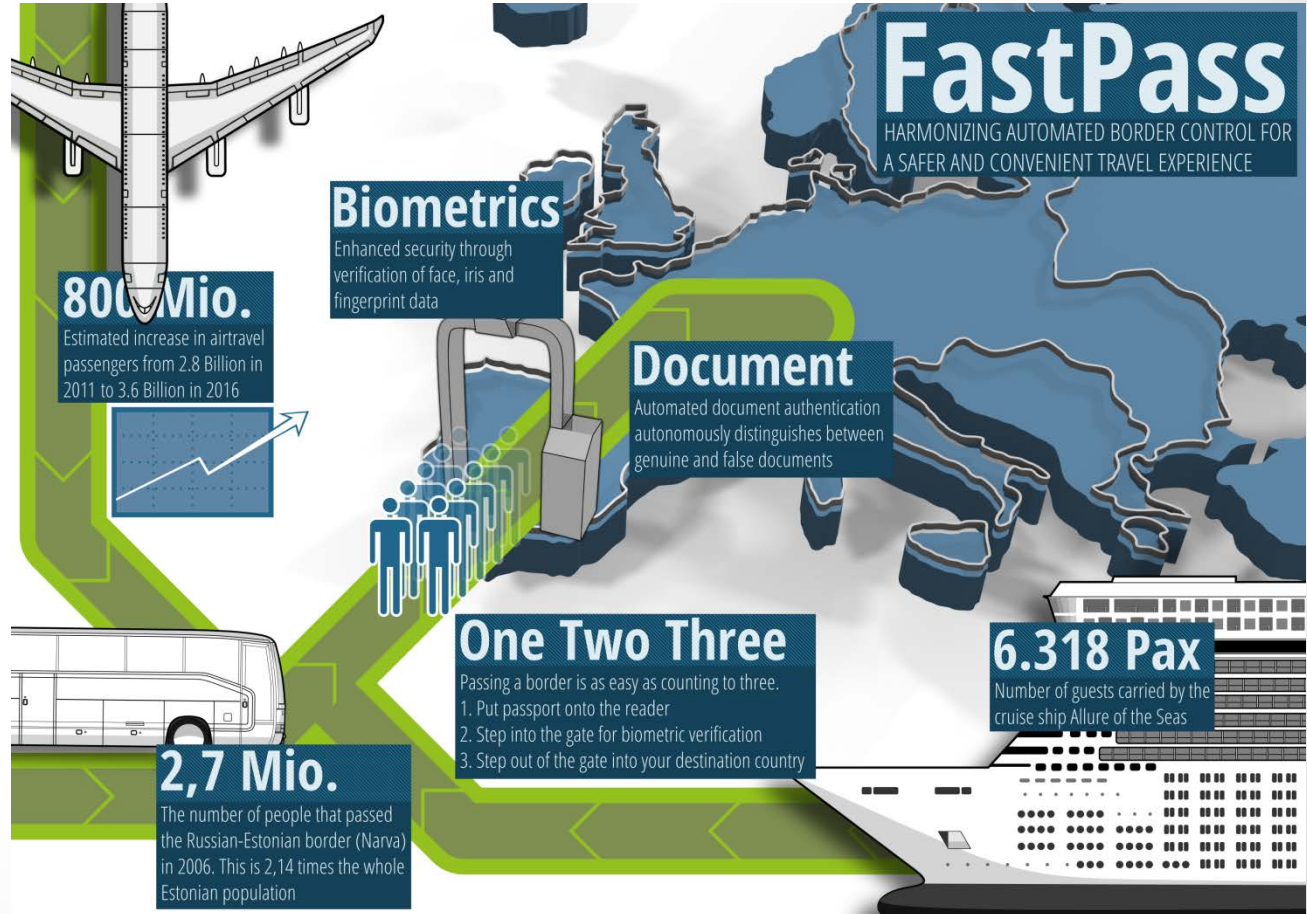 FastPass
HARMONIZING AUTOMATED BORDER CONTROL FOR
A SAFER AND CONVENIENT TRAVEL EXPERIENCE
Biometrics
Enhanced security through
verification of face, iris and
fingerprint data
800 Mio.
Estimated increase in airtravel
passengers from 2.8 Billion in
2011 to 3.6 Billion in 2016
Document
Automated document authentication
autonomously distinguishes between
genuine and false documents
One Two Three
Passing a border is as easy as counting to three.
1. Put passport onto the reader
2. Step into the gate for biometric verification
3. Step out of the gate into your destination country
6.318 Pax
Number of guests carried by the
cruise ship Allure of the Seas
2,7 Mio.
The number of people that passed
the Russian-Estonian border (Narva)
in 2006. This is 2,14 times the whole
Estonian population